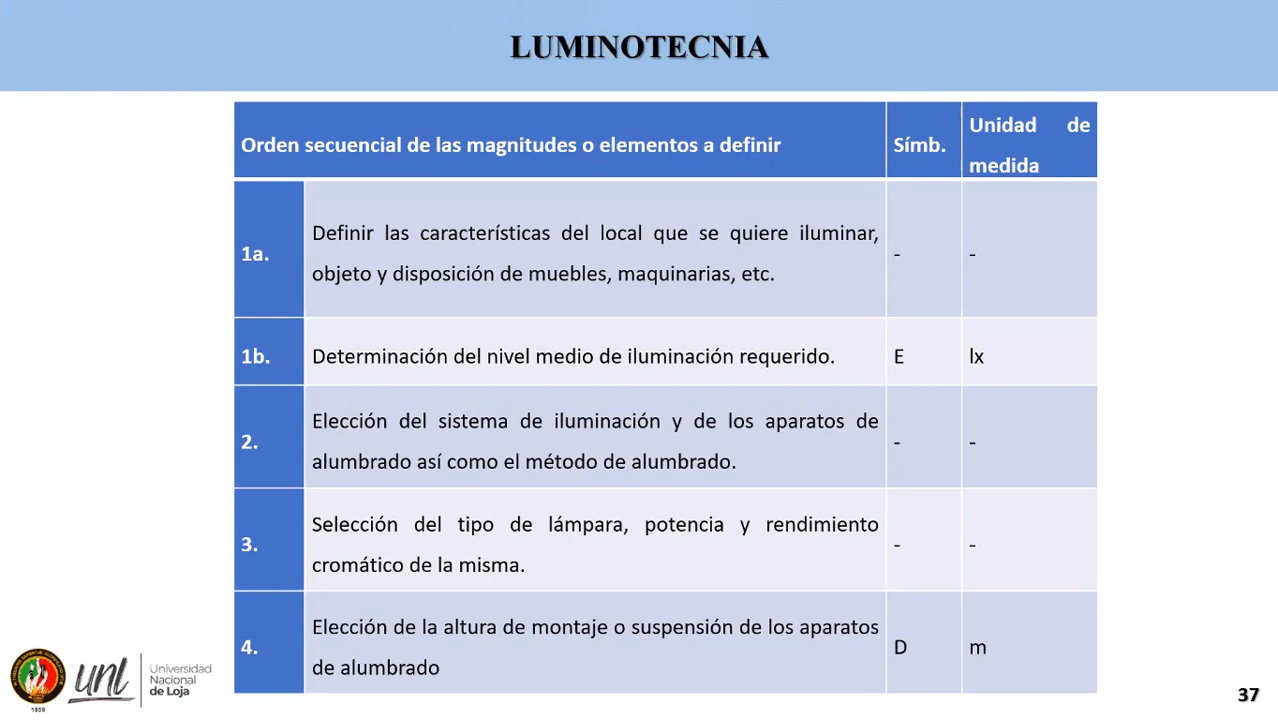 LUMINOTECNIA
Orden secuencial de las magnitudes o elementos a definir
Símb.
Unidad de
medida
1a.
Definir las características del local que se quiere iluminar,
objeto y disposición de muebles, maquinarias, etc.
-
-
1b.
Determinación del nivel medio de iluminación requerido.
E
lx
2.
Elección del sistema de iluminación y de los aparatos de
alumbrado así como el método de alumbrado.
-
-
3.
Selección del tipo de lámpara, potencia y rendimiento
cromático de la misma.
-
-
4.
Elección de la altura de montaje o suspensión de los aparatos
de alumbrado
D
m
1859
unl
Universidad
Nacional
de Loja
37